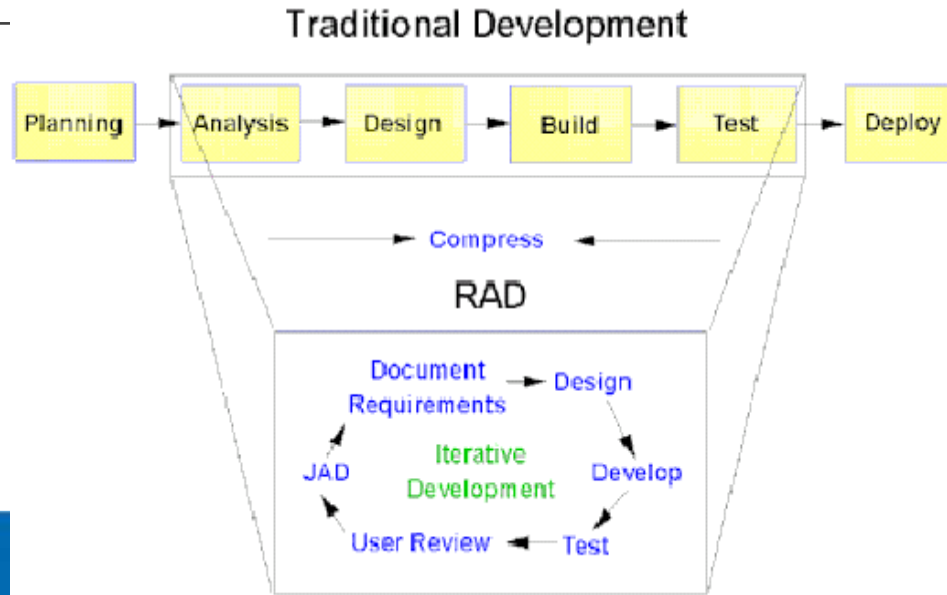 Traditional Development
Planning
Analysis
Design
Build
Test
Deploy
Compress
RAD
Document
Requirements
Design
JAD
Iterative
Development
Develop
User Review
Test